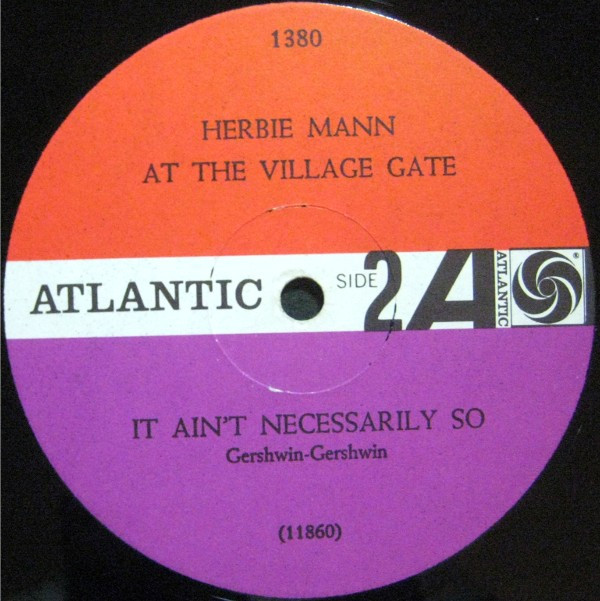 1380
HERBIE MANN
AT THE VILLAGE GATE
ATLANTIC SIDE 2 A ATLANTIC ®
IT AIN'T NECESSARILY SO
Gershwin-Gershwin
(11860)